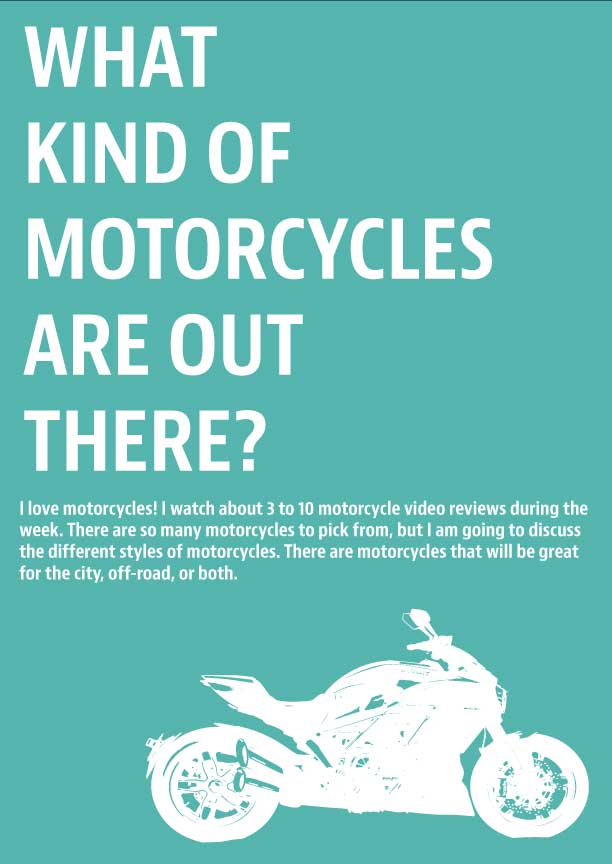 WHAT
KIND OF
MOTORCYCLES
ARE OUT
THERE?
I love motorcycles! I watch about 3 to 10 motorcycle video reviews during the
week. There are so many motorcycles to pick from, but I am going to discuss
the different styles of motorcycles. There are motorcycles that will be great
for the city, off-road, or both.